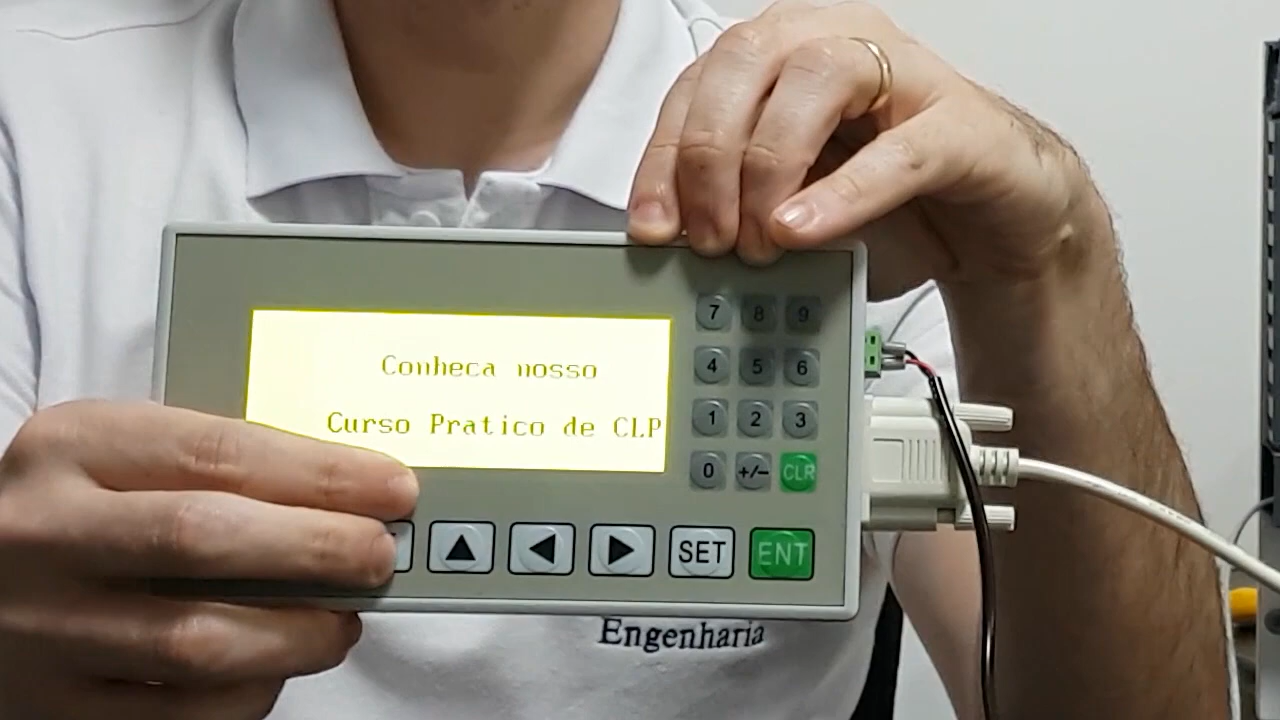 Conheca nosso
Curso Pratico de CLP
7 8 9
4 5 6
1 2 3
0 +/- CLR
SET ENT
Engenharia